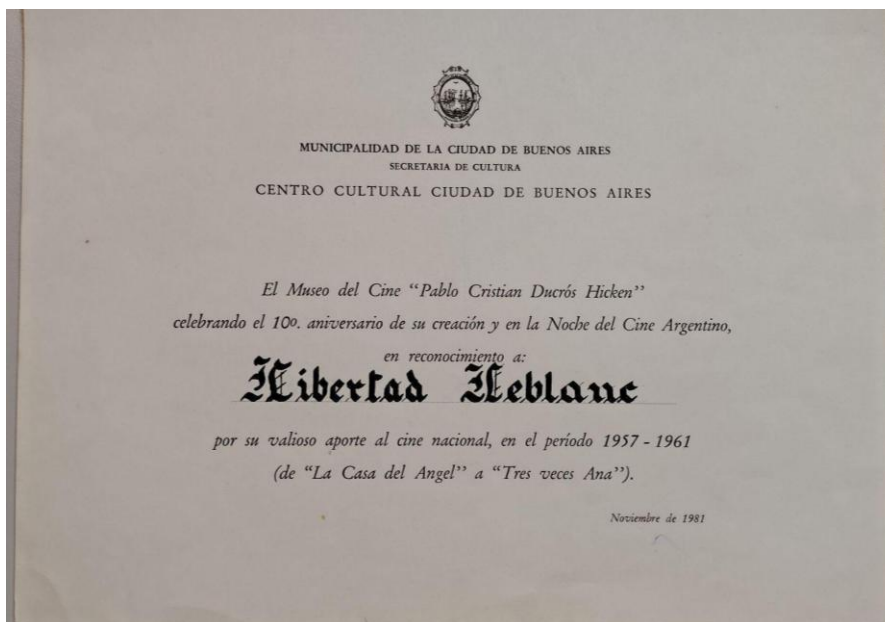 MUNICIPALIDAD DE LA CIUDAD DE BUENOS AIRES
SECRETARIA DE CULTURA
CENTRO CULTURAL CIUDAD DE BUENOS AIRES
El Museo del Cine “Pablo Cristian Ducrós Hicken”
celebrando el 10º. aniversario de su creación y en la Noche del Cine Argentino,
en reconocimiento a:
Libertad Leblanc
por su valioso aporte al cine nacional, en el período 1957 - 1961
(de “La Casa del Angel” a “Tres veces Ana”).
Noviembre de 1981